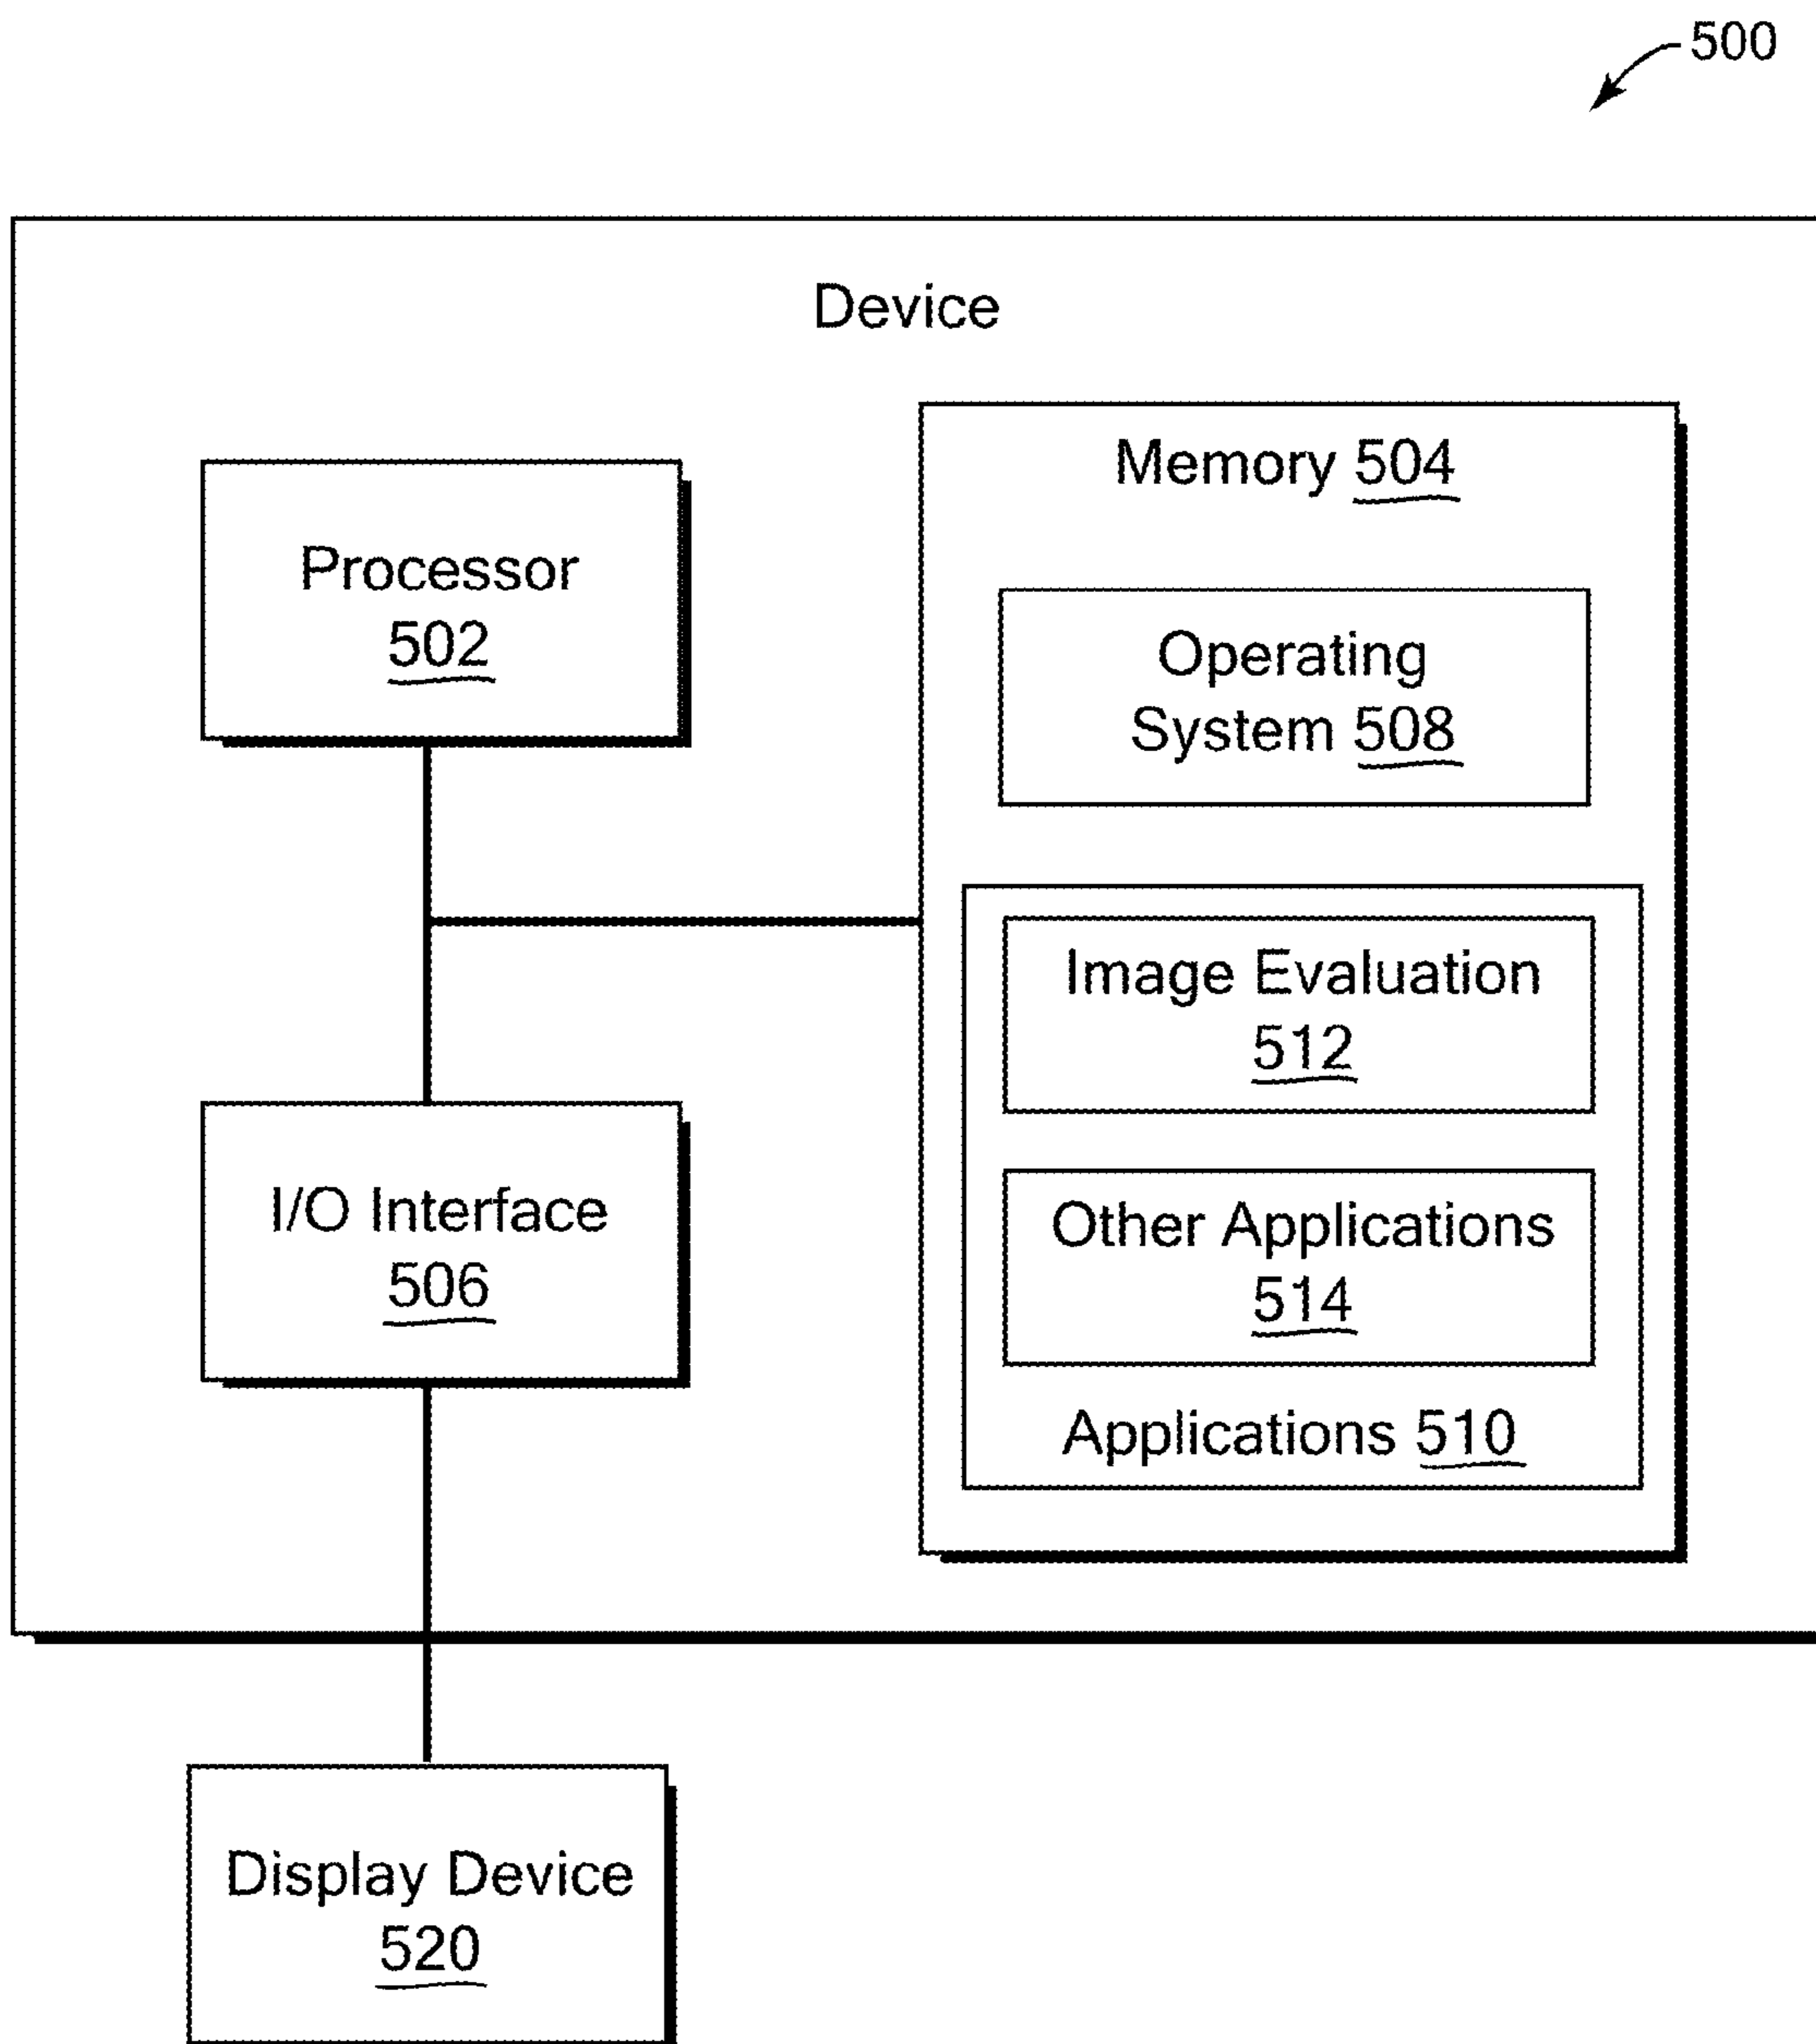 500
Device
Processor
502
Memory 504
Operating
System 508
Image Evaluation
512
Other Applications
514
Applications 510
I/O Interface
506
Display Device
520